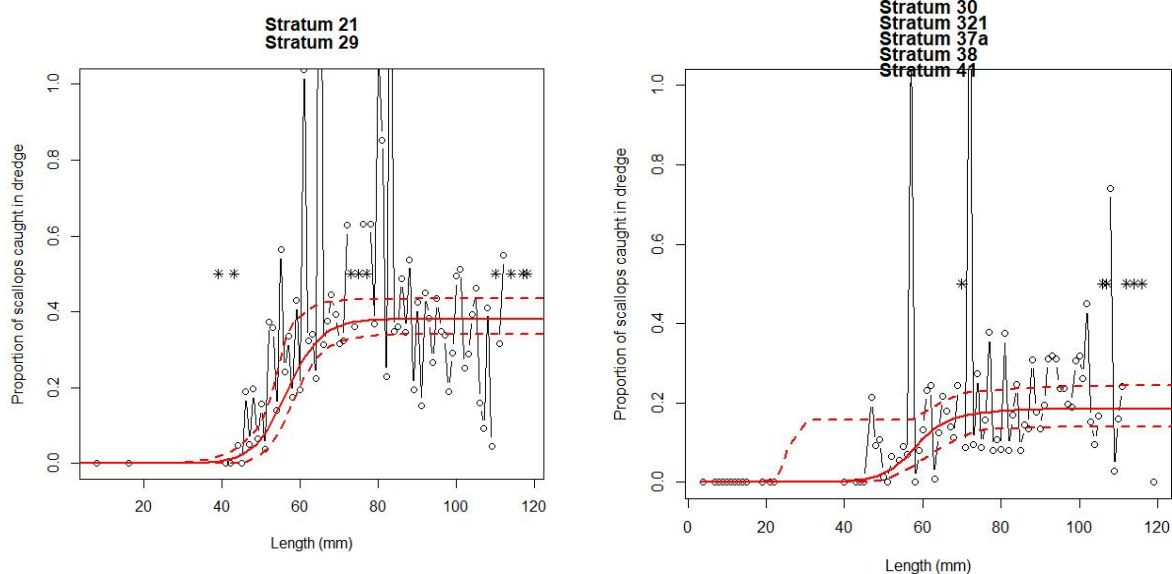 Stratum 21
Stratum 29
1.0
0.8
0.6
0.4
0.2
0.0
Proportion of scallops caught in dredge
20
40
60
80
100
120
Length (mm)
Stratum 30
Stratum 321
Stratum 37a
Stratum 38
Stratum 41
1.0
0.8
0.6
0.4
0.2
0.0
Proportion of scallops caught in dredge
0
20
40
60
80
100
120
Length (mm)